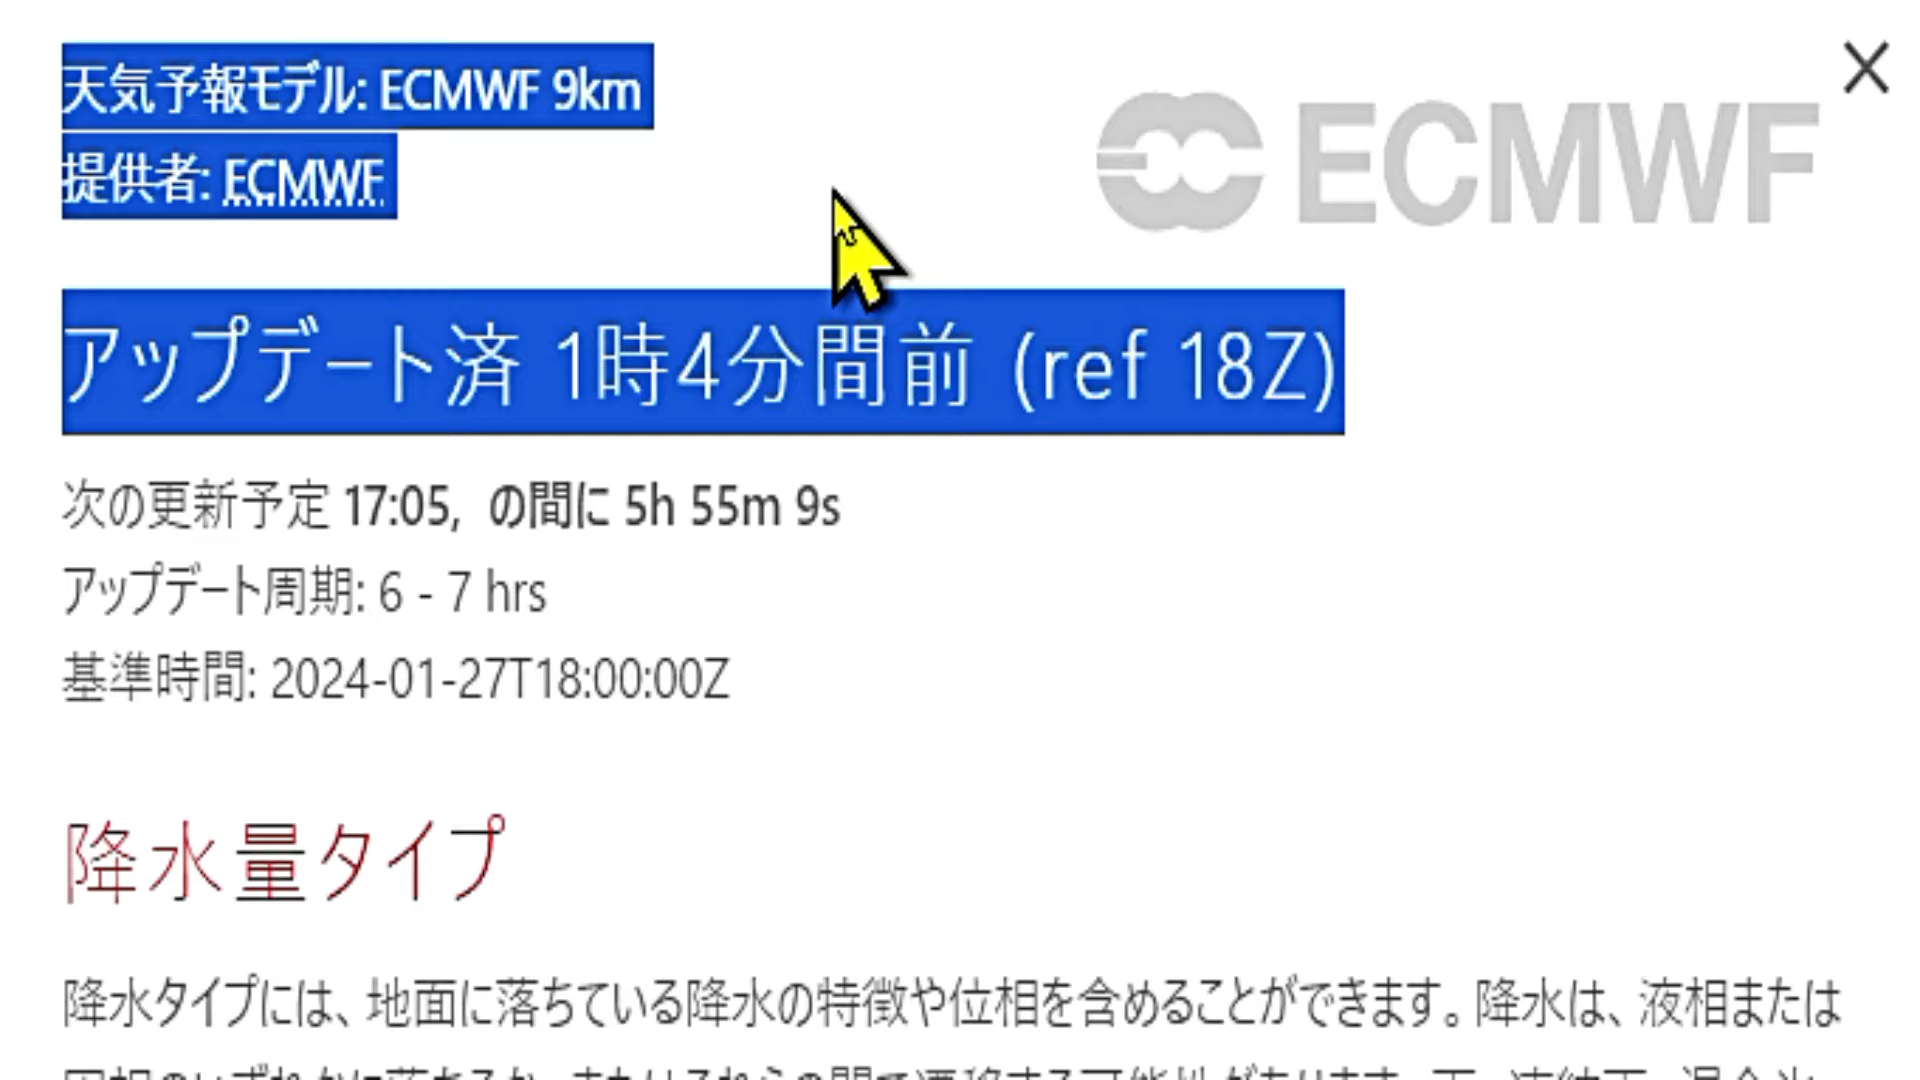 天気予報モデル: ECMWF 9km
提供者: ECMWF
ECMWF
アップデート済 1時4分間前 (ref 18Z)
次の更新予定 17:05, の間に 5h 55m 9s
アップデート周期: 6 - 7 hrs
基準時間: 2024-01-27T18:00:00Z
降水量タイプ
降水タイプには、地面に落ちている降水の特徴や位相を含めることができます。降水は、液相または